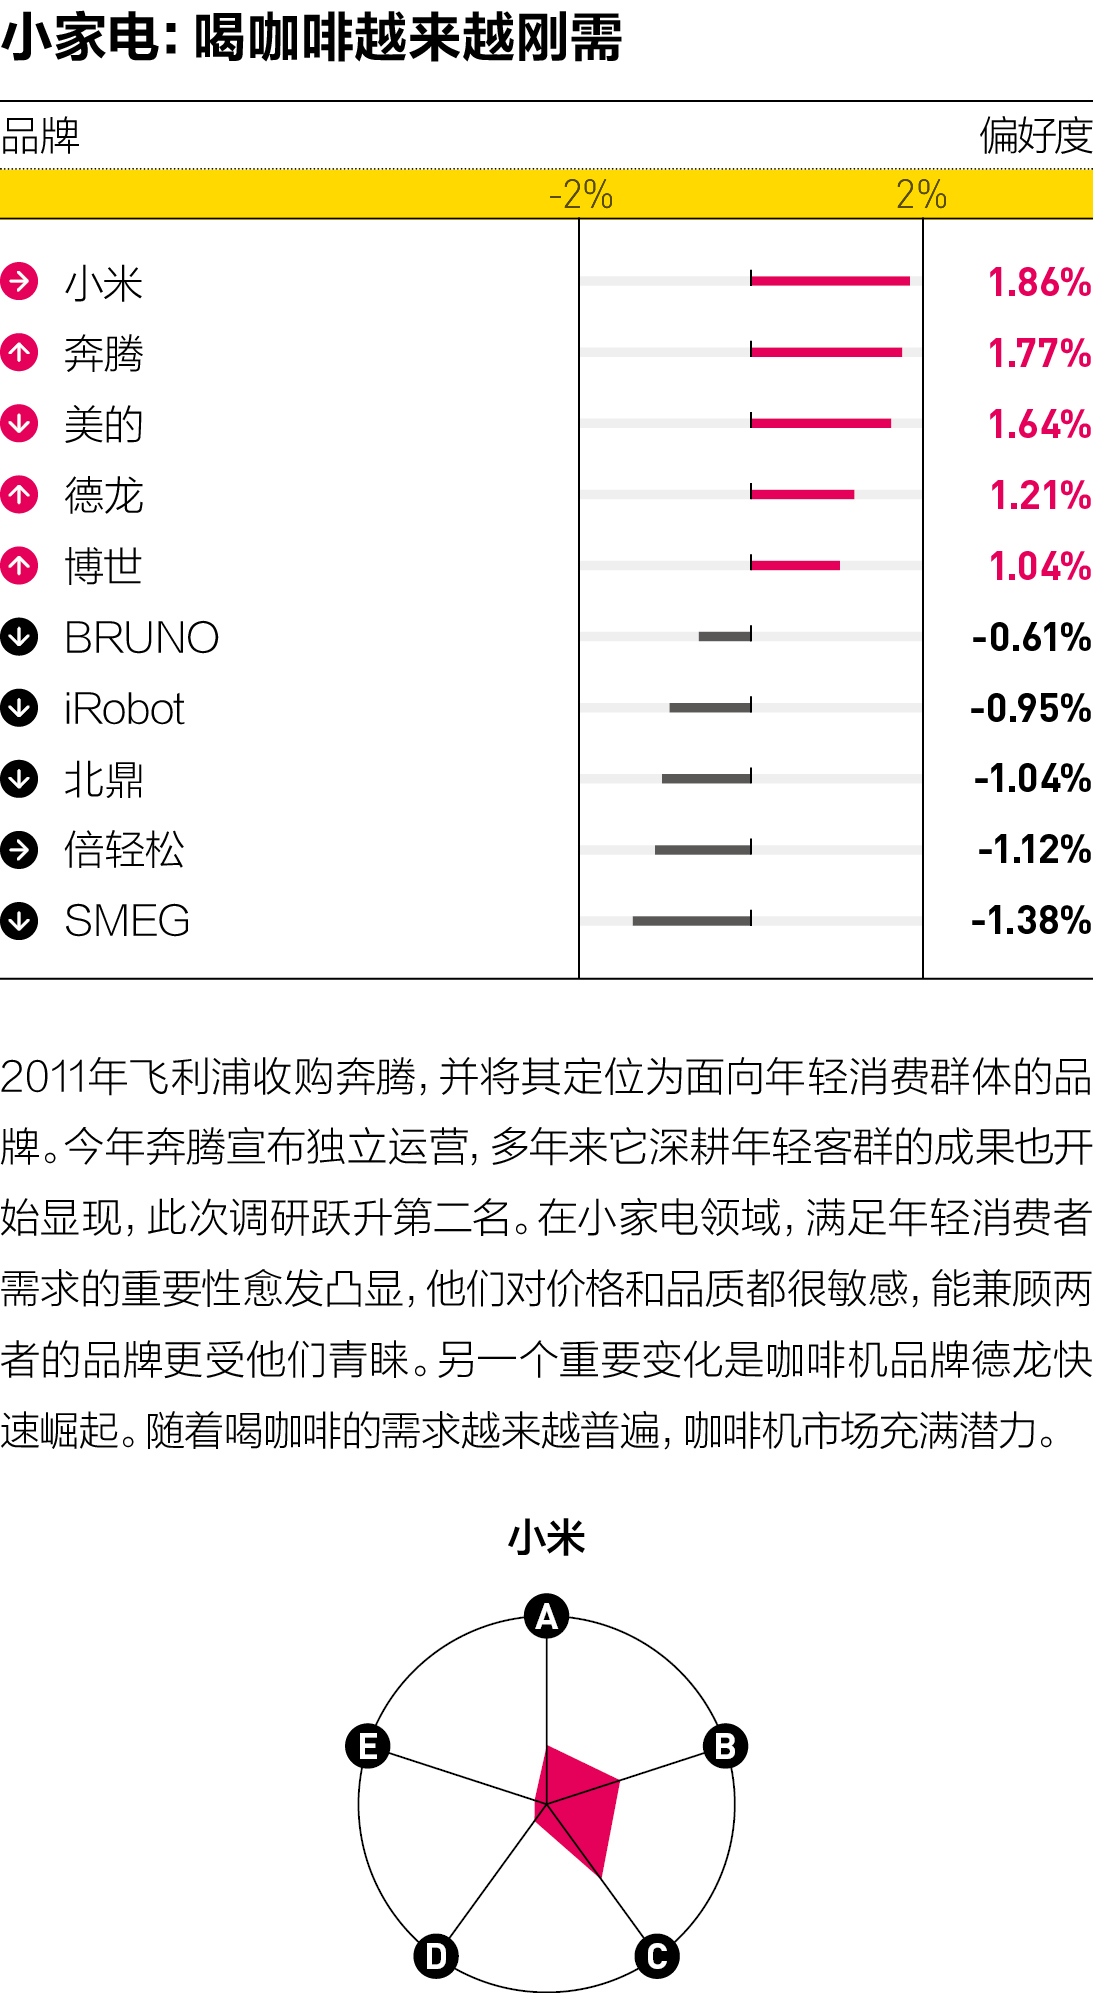 小家电：喝咖啡越来越刚需
品牌 偏好度
-2% 2%
小米 1.86%
奔腾 1.77%
美的 1.64%
德龙 1.21%
博世 1.04%
BRUNO -0.61%
iRobot -0.95%
北鼎 -1.04%
倍轻松 -1.12%
SMEG -1.38%
2011年飞利浦收购奔腾，并将其定位为面向年轻消费群体的品
牌。今年奔腾宣布独立运营，多年来它深耕年轻客群的成果也开
始显现，此次调研跃升第二名。在小家电领域，满足年轻消费者
需求的重要性愈发凸显，他们对价格和品质都很敏感，能兼顾两
者的品牌更受他们青睐。另一个重要变化是咖啡机品牌德龙快
速崛起。随着喝咖啡的需求越来越普遍，咖啡机市场充满潜力。
小米
A
E B
D C